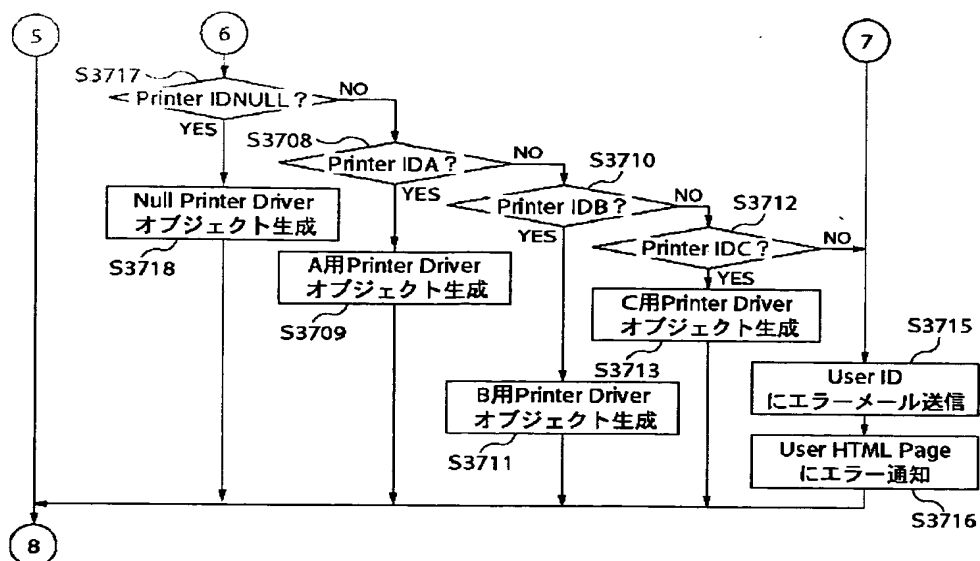 5
6
7
S3717
Printer IDNULL？
NO
YES
S3708
Printer IDA？
NO
YES
S3710
Printer IDB？
NO
YES
S3712
Printer IDC？
NO
YES
Null Printer Driver
オブジェクト生成
S3718
A用Printer Driver
オブジェクト生成
S3709
C用Printer Driver
オブジェクト生成
S3713
B用Printer Driver
オブジェクト生成
S3711
S3715
User ID
にエラーメール送信
User HTML Page
にエラー通知
S3716
8